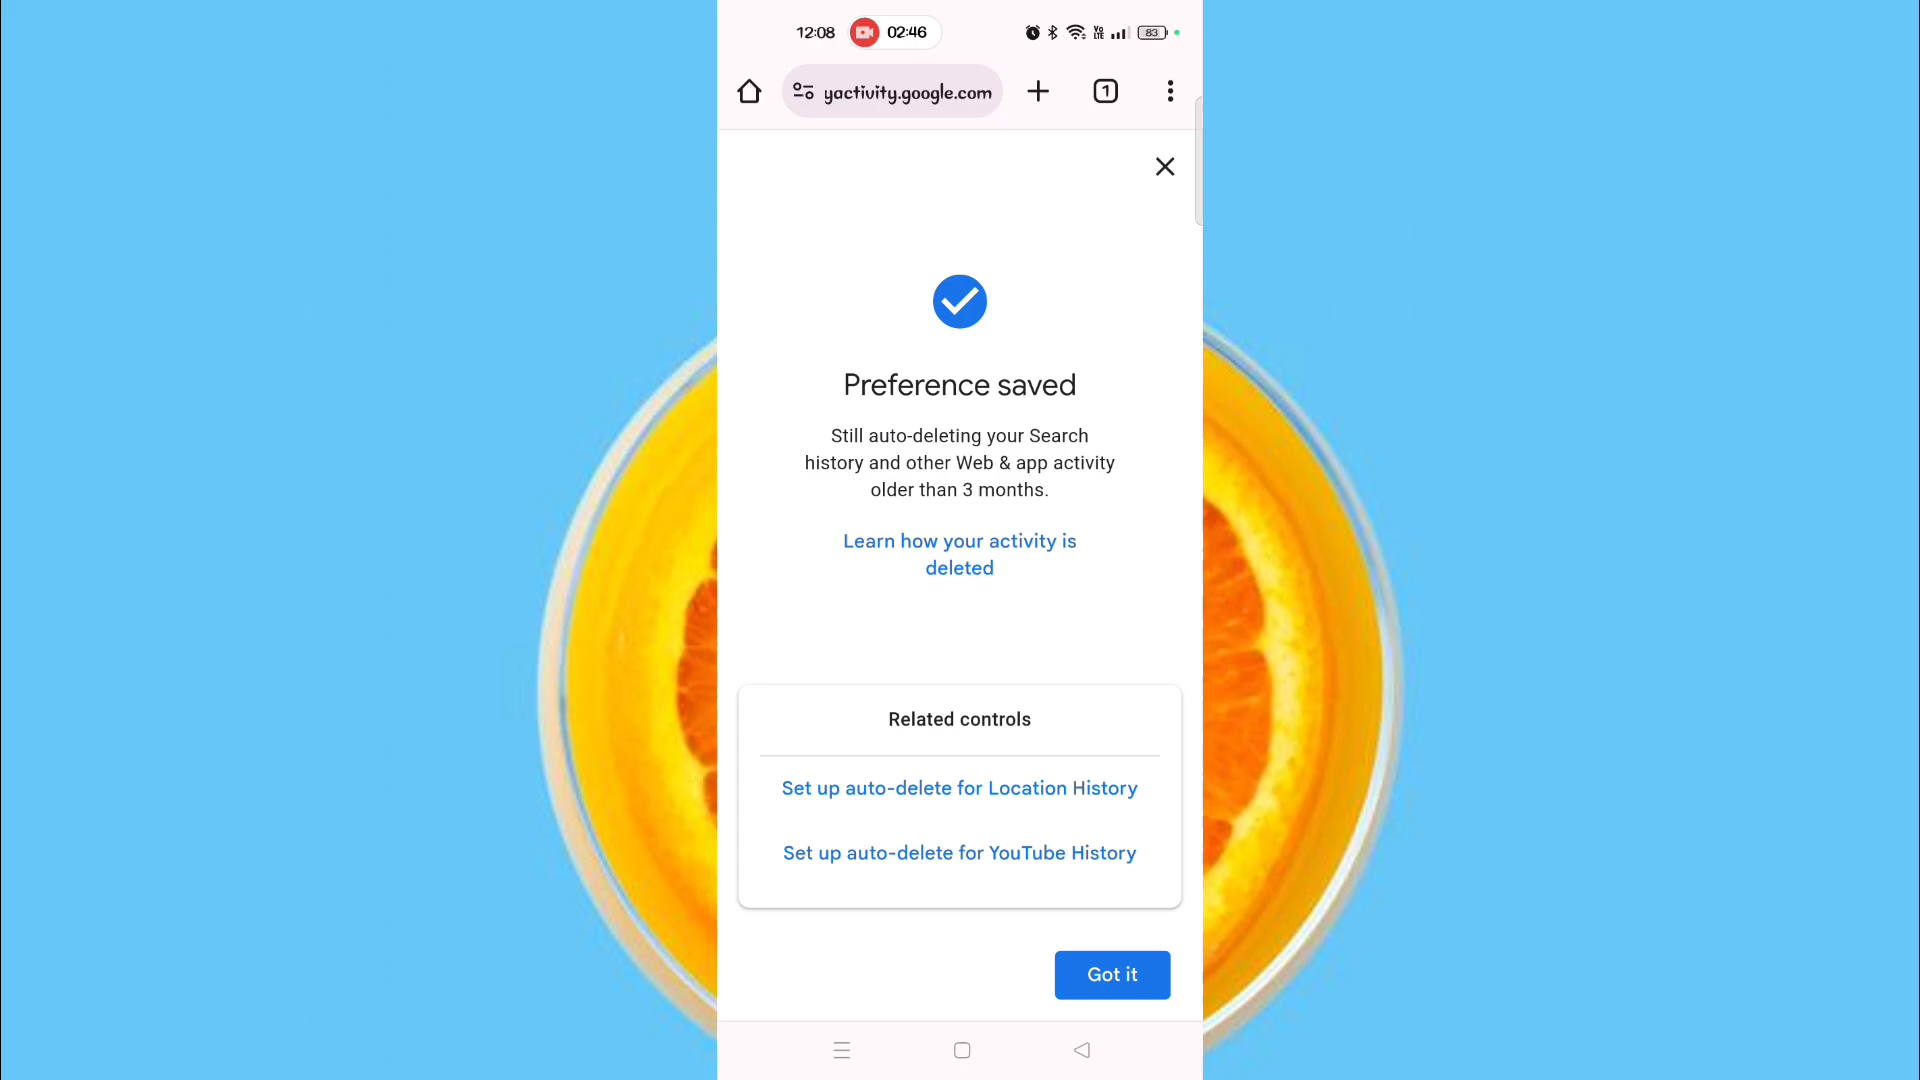 12:08 02:46 83
yactivity.google.com 1
Preference saved
Still auto-deleting your Search
history and other Web & app activity
older than 3 months.
Learn how your activity is
deleted
Related controls
Set up auto-delete for Location History
Set up auto-delete for YouTube History
Got it